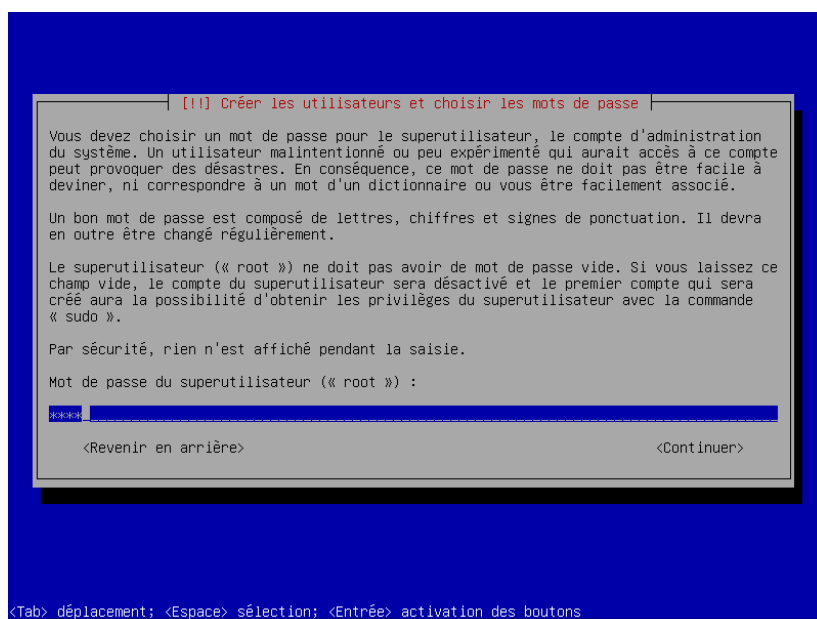 [!!] Créer les utilisateurs et choisir les mots de passe
Vous devez choisir un mot de passe pour le superutilisateur, le compte d'administration
du système. Un utilisateur malintentionné ou peu expérimenté qui aurait accès à ce compte
peut provoquer des désastres. En conséquence, ce mot de passe ne doit pas être facile à
deviner, ni correspondre à un mot d'un dictionnaire ou vous être facilement associé.
Un bon mot de passe est composé de lettres, chiffres et signes de ponctuation. Il devra
en outre être changé régulièrement.
Le superutilisateur (« root ») ne doit pas avoir de mot de passe vide. Si vous laissez ce
champ vide, le compte du superutilisateur sera désactivé et le premier compte qui sera
créé aura la possibilité d'obtenir les privilèges du superutilisateur avec la commande
« sudo ».
Par sécurité, rien n'est affiché pendant la saisie.
Mot de passe du superutilisateur (« root ») :
****
<Revenir en arrière> <Continuer>
<Tab> déplacement; <Espace> sélection; <Entrée> activation des boutons